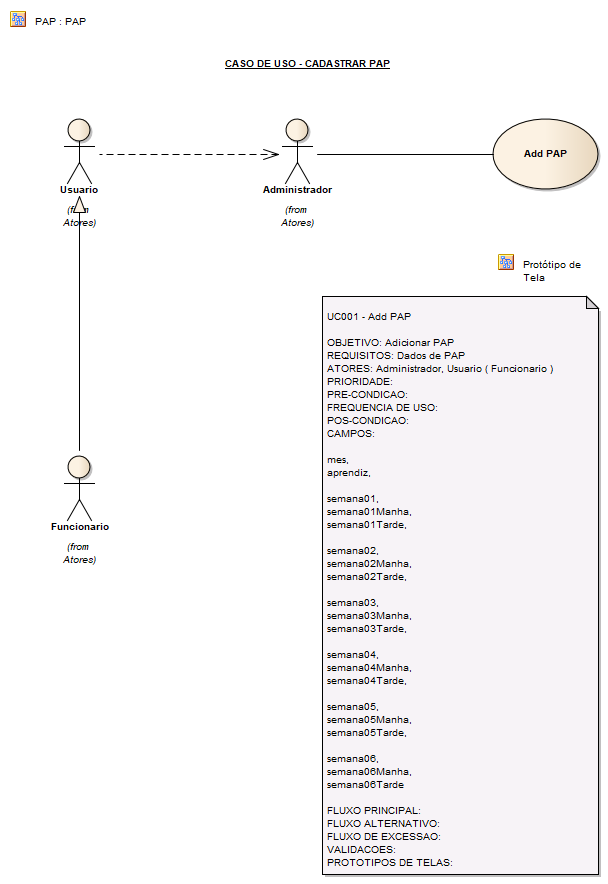 PAP : PAP
CASO DE USO - CADASTRAR PAP
Usuario
(from
Atores)
Administrador
(from
Atores)
Add PAP
Protótipo de
Tela
UC001 - Add PAP
OBJETIVO: Adicionar PAP
REQUISITOS: Dados de PAP
ATORES: Administrador, Usuario ( Funcionario )
PRIORIDADE:
PRE-CONDICAO:
FREQUENCIA DE USO:
POS-CONDICAO:
CAMPOS:
mes,
aprendiz,
semana01,
semana01Manha,
semana01Tarde,
semana02,
semana02Manha,
semana02Tarde,
semana03,
semana03Manha,
semana03Tarde,
semana04,
semana04Manha,
semana04Tarde,
semana05,
semana05Manha,
semana05Tarde,
semana06,
semana06Manha,
semana06Tarde
FLUXO PRINCIPAL:
FLUXO ALTERNATIVO:
FLUXO DE EXCESSAO:
VALIDACOES:
PROTOTIPOS DE TELAS:
Funcionario
(from
Atores)